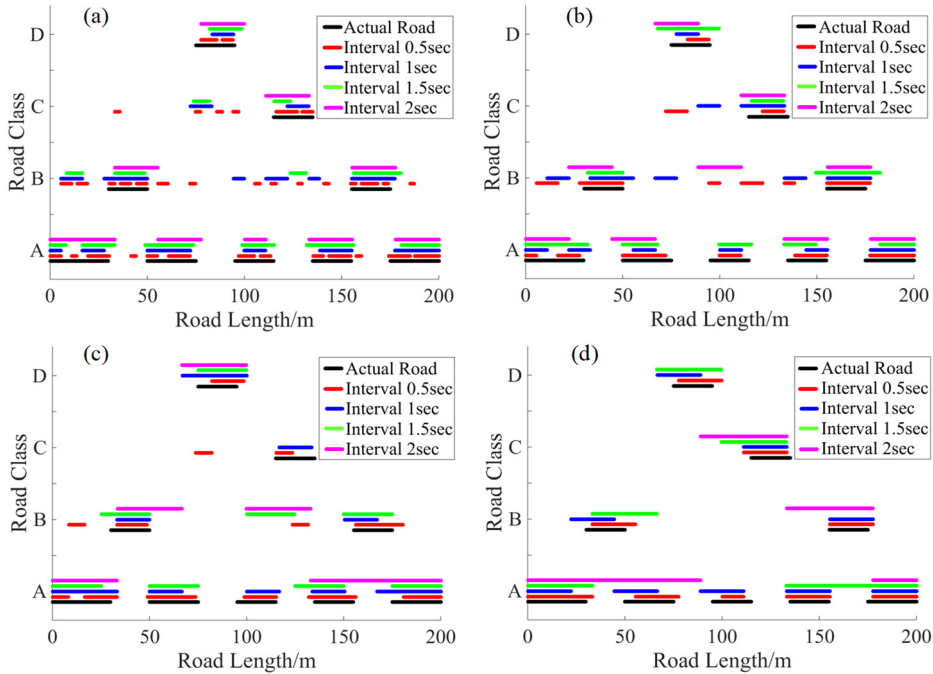 (a)
Actual Road
Interval 0.5sec
Interval 1sec
Interval 1.5sec
Interval 2sec
D
C
B
A
Road Class
0 50 100 150 200
Road Length/m
(b)
Actual Road
Interval 0.5sec
Interval 1sec
Interval 1.5sec
Interval 2sec
D
C
B
A
Road Class
0 50 100 150 200
Road Length/m
(c)
Actual Road
Interval 0.5sec
Interval 1sec
Interval 1.5sec
Interval 2sec
D
C
B
A
Road Class
0 50 100 150 200
Road Length/m
(d)
Actual Road
Interval 0.5sec
Interval 1sec
Interval 1.5sec
Interval 2sec
D
C
B
A
Road Class
0 50 100 150 200
Road Length/m